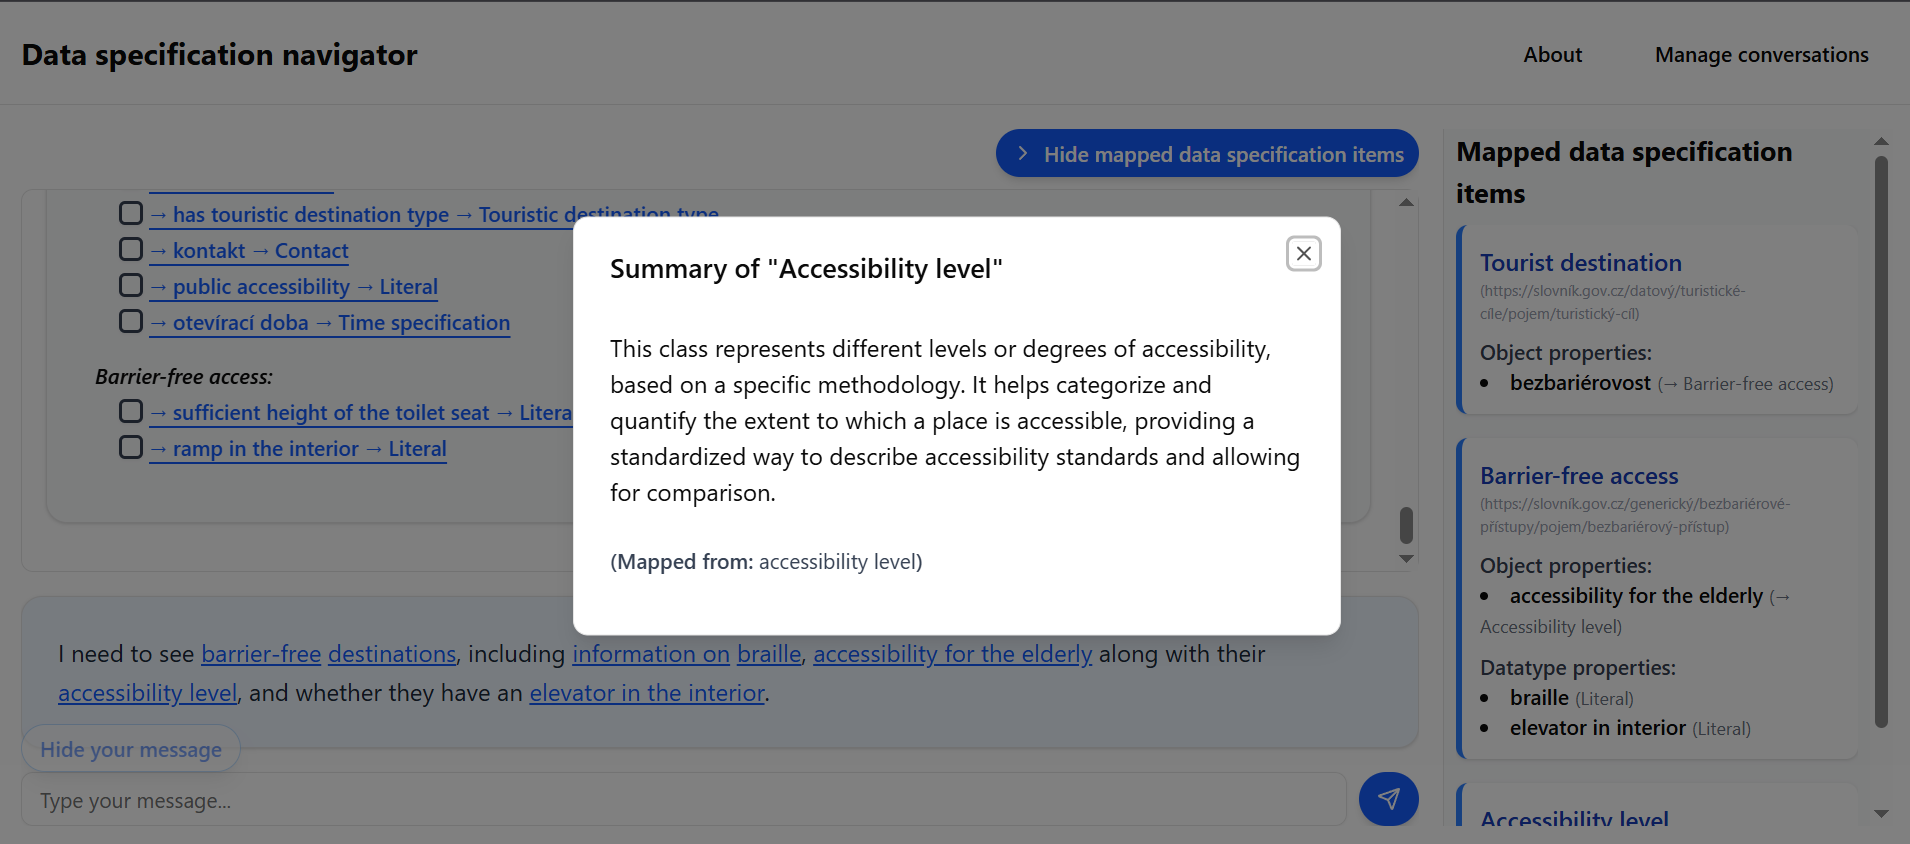 Data specification navigator
About
Manage conversations
Hide mapped data specification items
→ has touristic destination type → Touristic destination type
→ kontakt → Contact
→ public accessibility → Literal
→ otevírací doba → Time specification
Barrier-free access:
→ sufficient height of the toilet seat → Litera
→ ramp in the interior → Literal
Summary of "Accessibility level"
This class represents different levels or degrees of accessibility,
based on a specific methodology. It helps categorize and
quantify the extent to which a place is accessible, providing a
standardized way to describe accessibility standards and allowing
for comparison.
(Mapped from: accessibility level)
I need to see barrier-free destinations, including information on braille, accessibility for the elderly along with their
accessibility level, and whether they have an elevator in the interior.
Hide your message
Type your message...
Mapped data specification
items
Tourist destination
(https://slovník.gov.cz/datový/turistické-
cíle/pojem/turistický-cíl)
Object properties:
• bezbariérovost (→ Barrier-free access)
Barrier-free access
(https://slovník.gov.cz/generický/bezbariérové-
přístupy/pojem/bezbariérový-přístup)
Object properties:
• accessibility for the elderly (→
Accessibility level)
Datatype properties:
• braille (Literal)
• elevator in interior (Literal)
Accessibility level